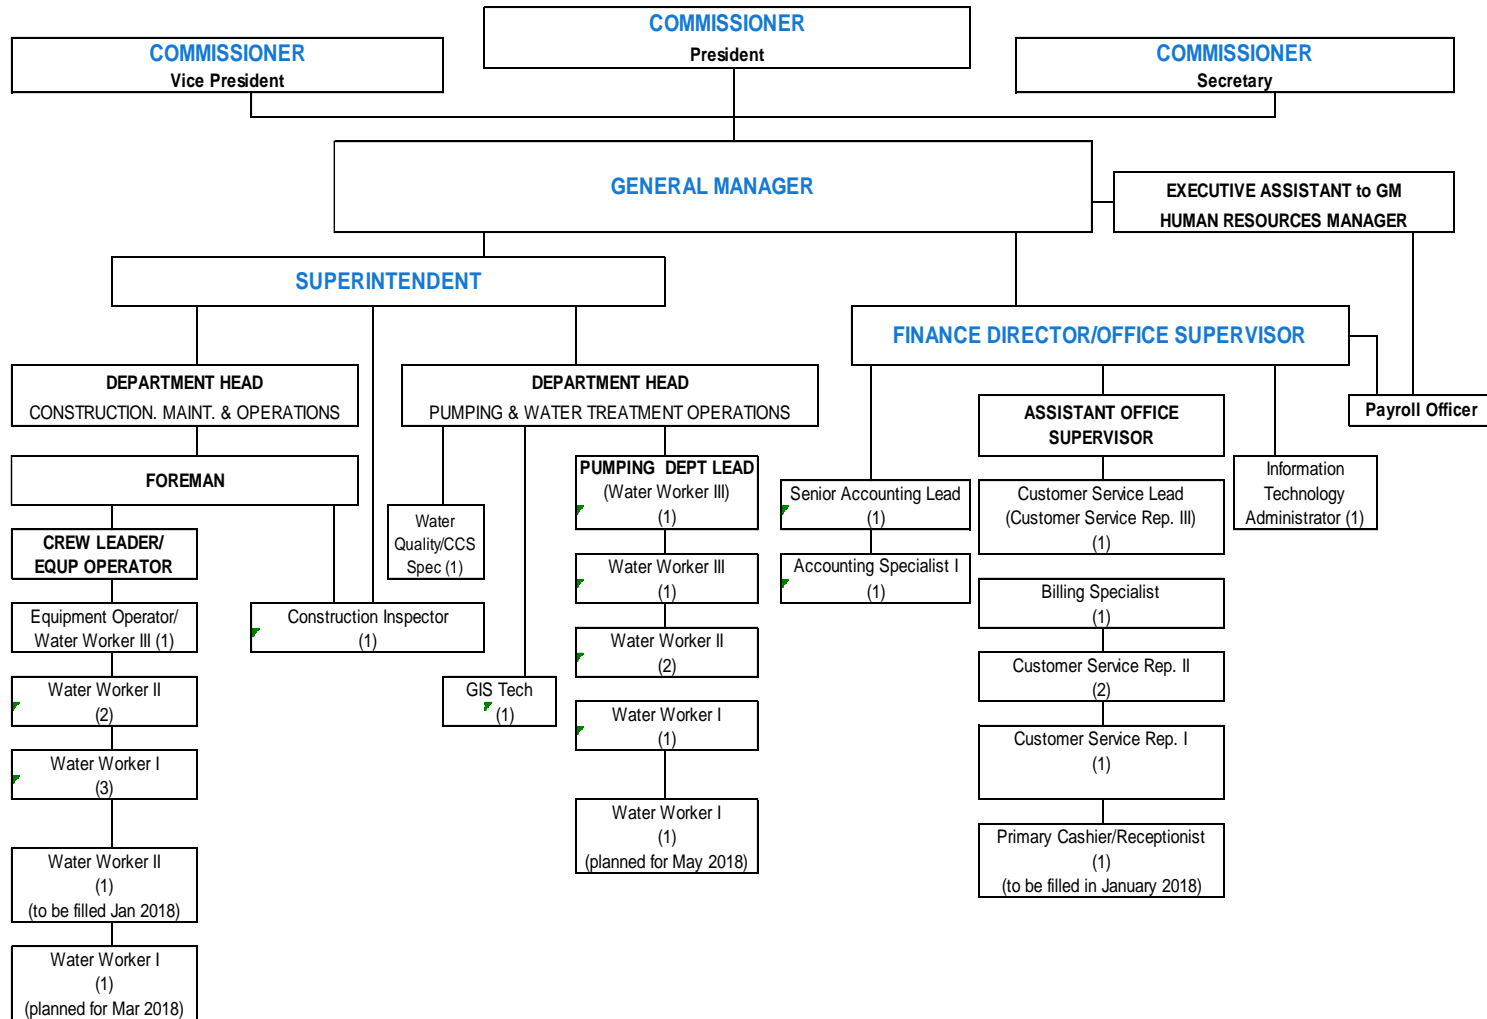 COMMISSIONER
President
COMMISSIONER
Vice President
COMMISSIONER
Secretary
GENERAL MANAGER
EXECUTIVE ASSISTANT to GM
HUMAN RESOURCES MANAGER
SUPERINTENDENT
FINANCE DIRECTOR/OFFICE SUPERVISOR
DEPARTMENT HEAD
CONSTRUCTION. MAINT. & OPERATIONS
DEPARTMENT HEAD
PUMPING & WATER TREATMENT OPERATIONS
ASSISTANT OFFICE
SUPERVISOR
Payroll Officer
FOREMAN
PUMPING DEPT LEAD
(Water Worker III)
(1)
Senior Accounting Lead
(1)
Customer Service Lead
(Customer Service Rep. III)
(1)
Information
Technology
Administrator (1)
Water
Quality/CCS
Spec (1)
CREW LEADER/
EQUP OPERATOR
Water Worker III
(1)
Accounting Specialist I
(1)
Equipment Operator/
Water Worker III (1)
Construction Inspector
(1)
Billing Specialist
(1)
Water Worker II
(2)
Customer Service Rep. II
(2)
Water Worker II
(2)
GIS Tech
(1)
Water Worker I
(1)
Customer Service Rep. I
(1)
Water Worker I
(3)
Water Worker I
(1)
(planned for May 2018)
Primary Cashier/Receptionist
(1)
(to be filled in January 2018)
Water Worker II
(1)
(to be filled Jan 2018)
Water Worker I
(1)
(planned for Mar 2018)